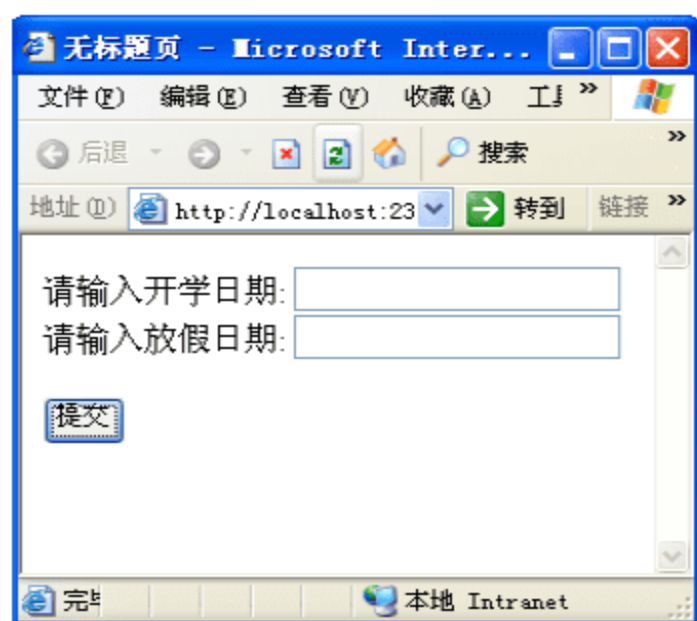 无标题页 - Microsoft Inter...
文件(F) 编辑(E) 查看(V) 收藏(A) »
后退 搜索 »
地址(D) http://localhost:23 转到 链接 »
请输入开学日期:
请输入放假日期:
提交
本地 Intranet